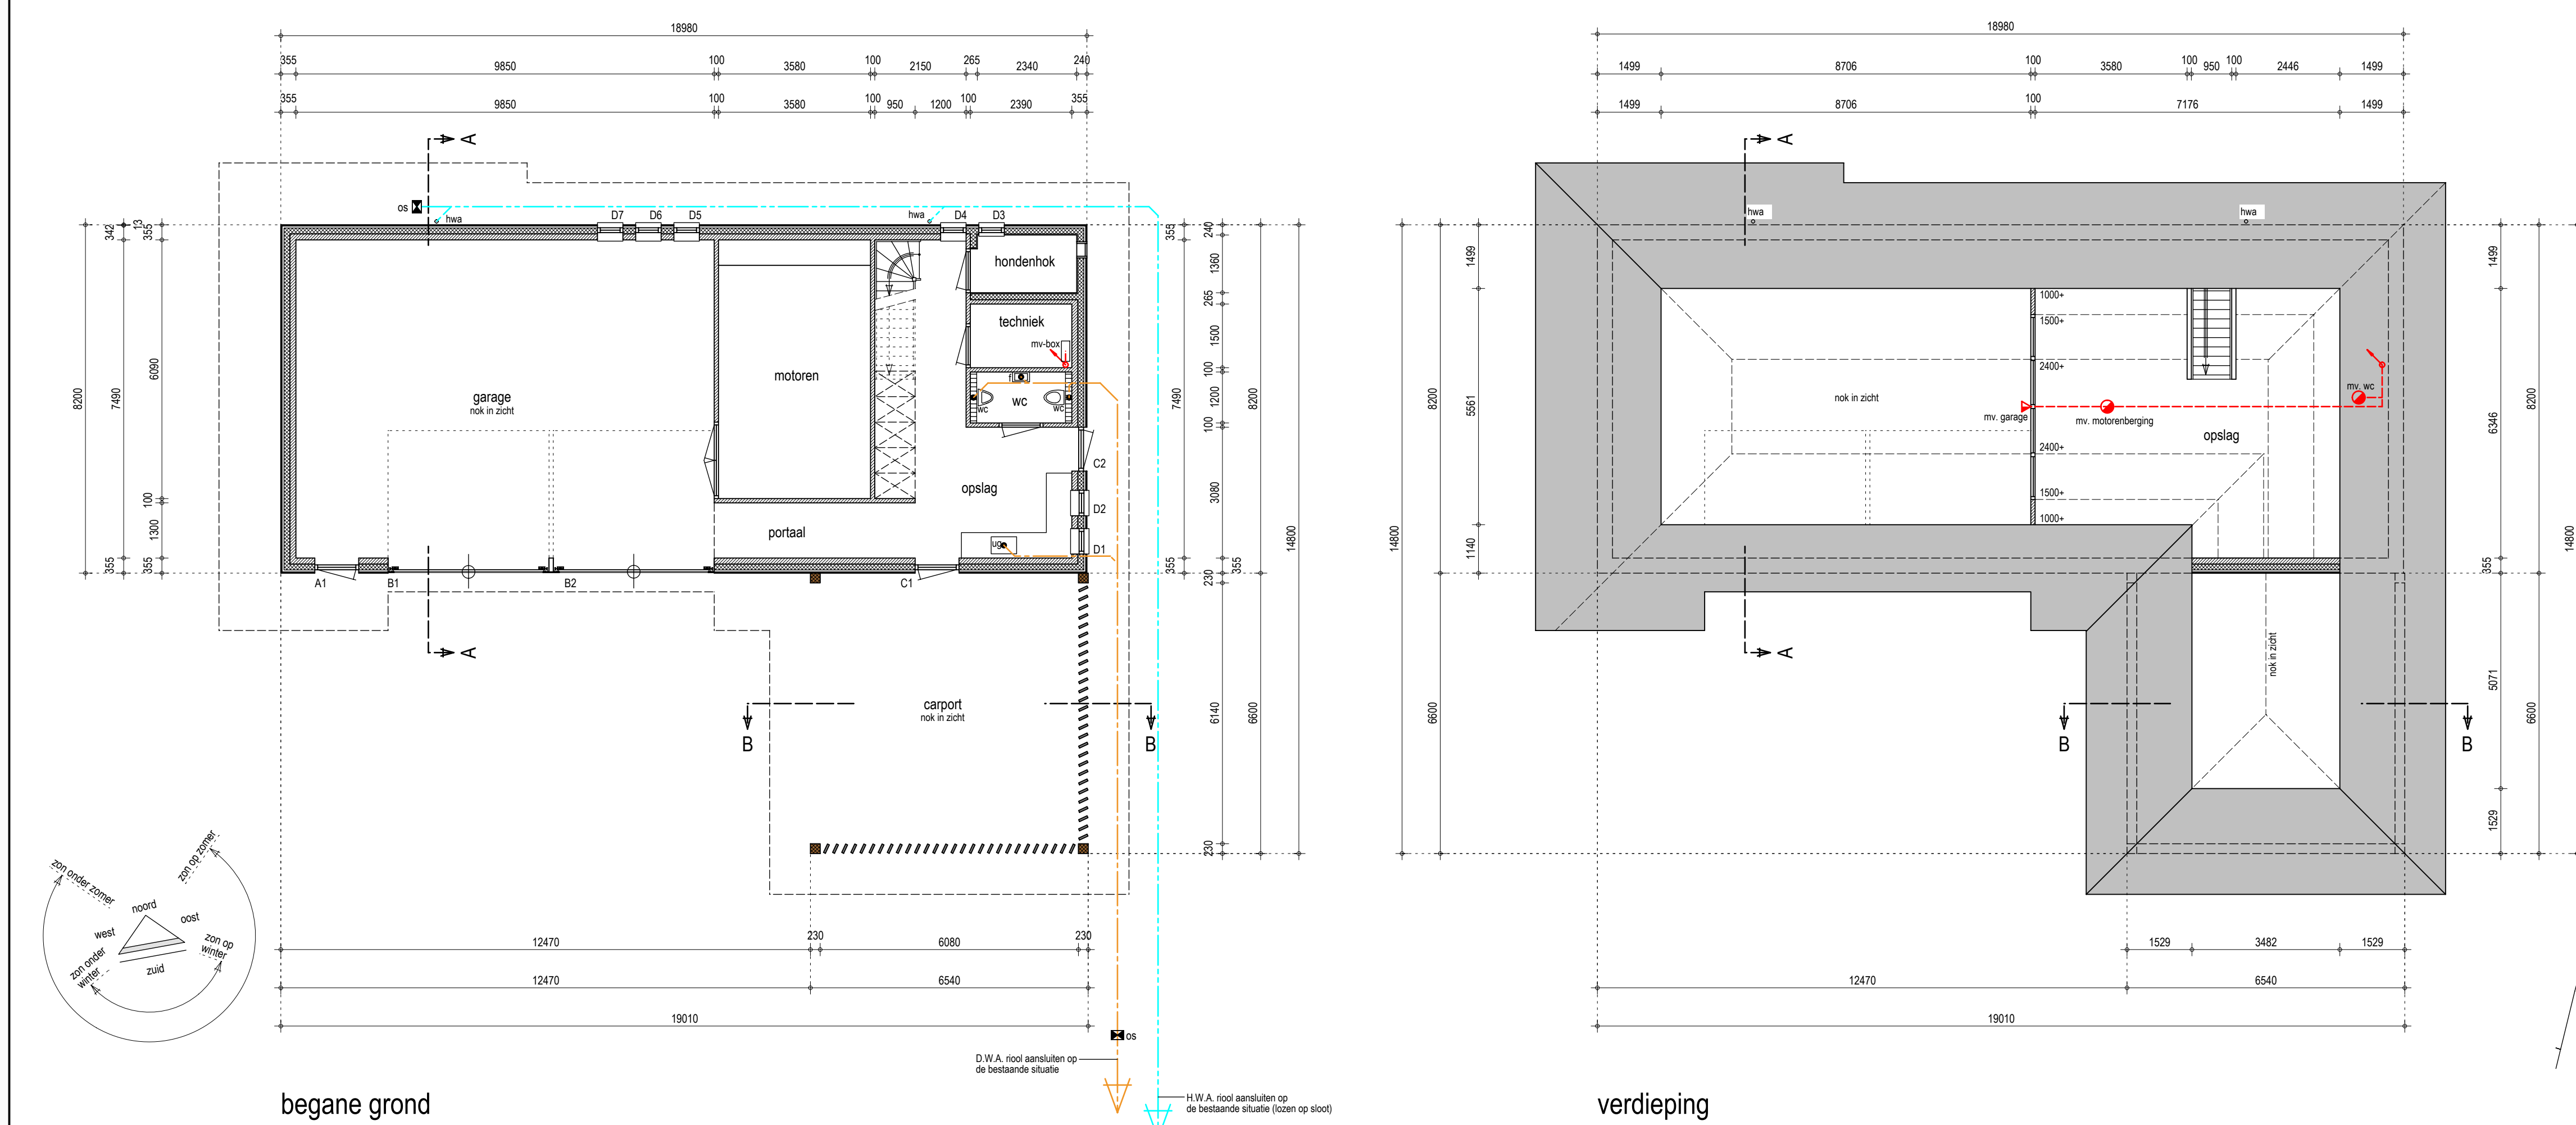 18980
355
9850
100
3580
100
2150
265
2340
240
355
9850
100
3580
100
950
1200
100
2390
355
A
A
os
hwa
hwa
D7
D6
D5
D4
D3
8200
342
7490
355
13
355
6090
100
1300
355
garage
nok in zicht
motoren
hondenhok
techniek
mv-box
f
wc
wc
wc
opslag
portaal
ug
C2
D2
D1
A1
B1
B2
C1
355
7490
355
240
1360
265
1500
100
1200
100
3080
355
230
6140
230
8200
6600
14800
carport
nok in zicht
B
B
zon onder zomer
zon op zomer
noord
oost
west
zuid
zon op
winter
zon onder
winter
12470
230
6080
230
12470
6540
19010
os
D.W.A. riool aansluiten op
de bestaande situatie
H.W.A. riool aansluiten op
de bestaande situatie (lozen op sloot)
begane grond
18980
1499
8706
100
3580
100
950
100
2446
1499
1499
8706
100
7176
1499
A
A
hwa
hwa
14800
8200
6600
1499
5561
1140
1000+
1500+
2400+
2400+
1500+
1000+
nok in zicht
mv. garage
mv. motorenberging
mv. wc
opslag
nok in zicht
B
B
1499
6346
355
5071
1529
8200
6600
14800
1529
3482
1529
12470
6540
19010
verdieping